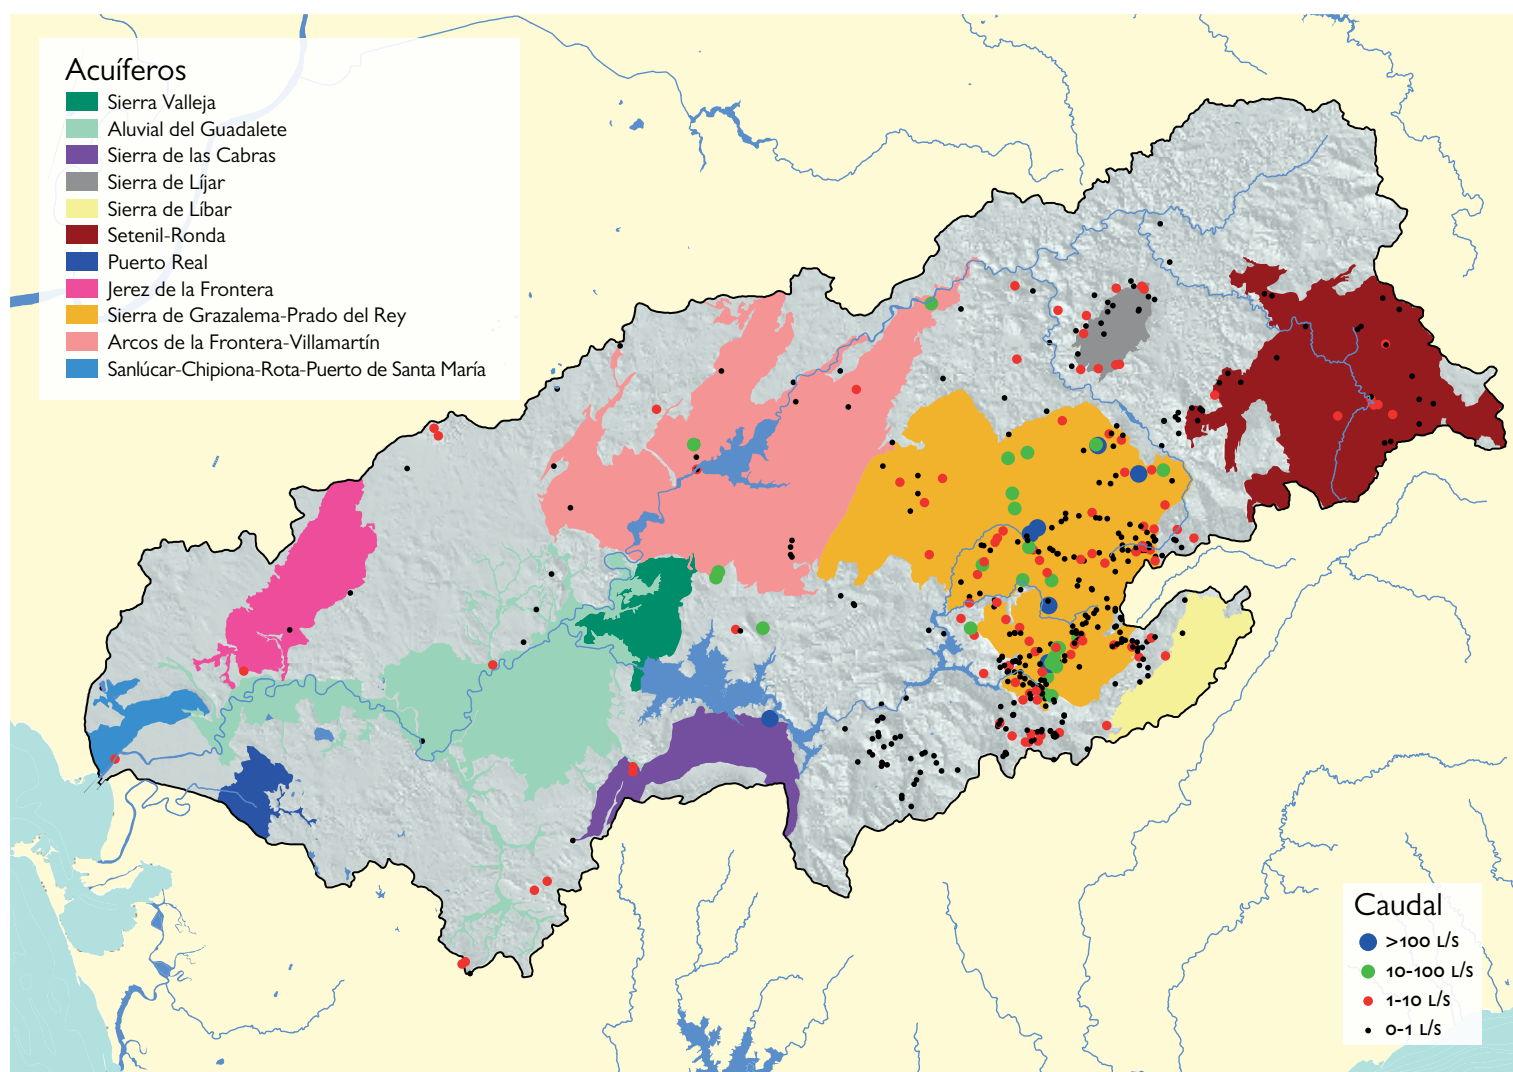 Acuíferos
Sierra Valleja
Aluvial del Guadalete
Sierra de las Cabras
Sierra de Líjar
Sierra de Líbar
Setenil-Ronda
Puerto Real
Jerez de la Frontera
Sierra de Grazalema-Prado del Rey
Arcos de la Frontera-Villamartín
Sanlúcar-Chipiona-Rota-Puerto de Santa María
Caudal
>100 L/S
10-100 L/S
1-10 L/S
0-1 L/S